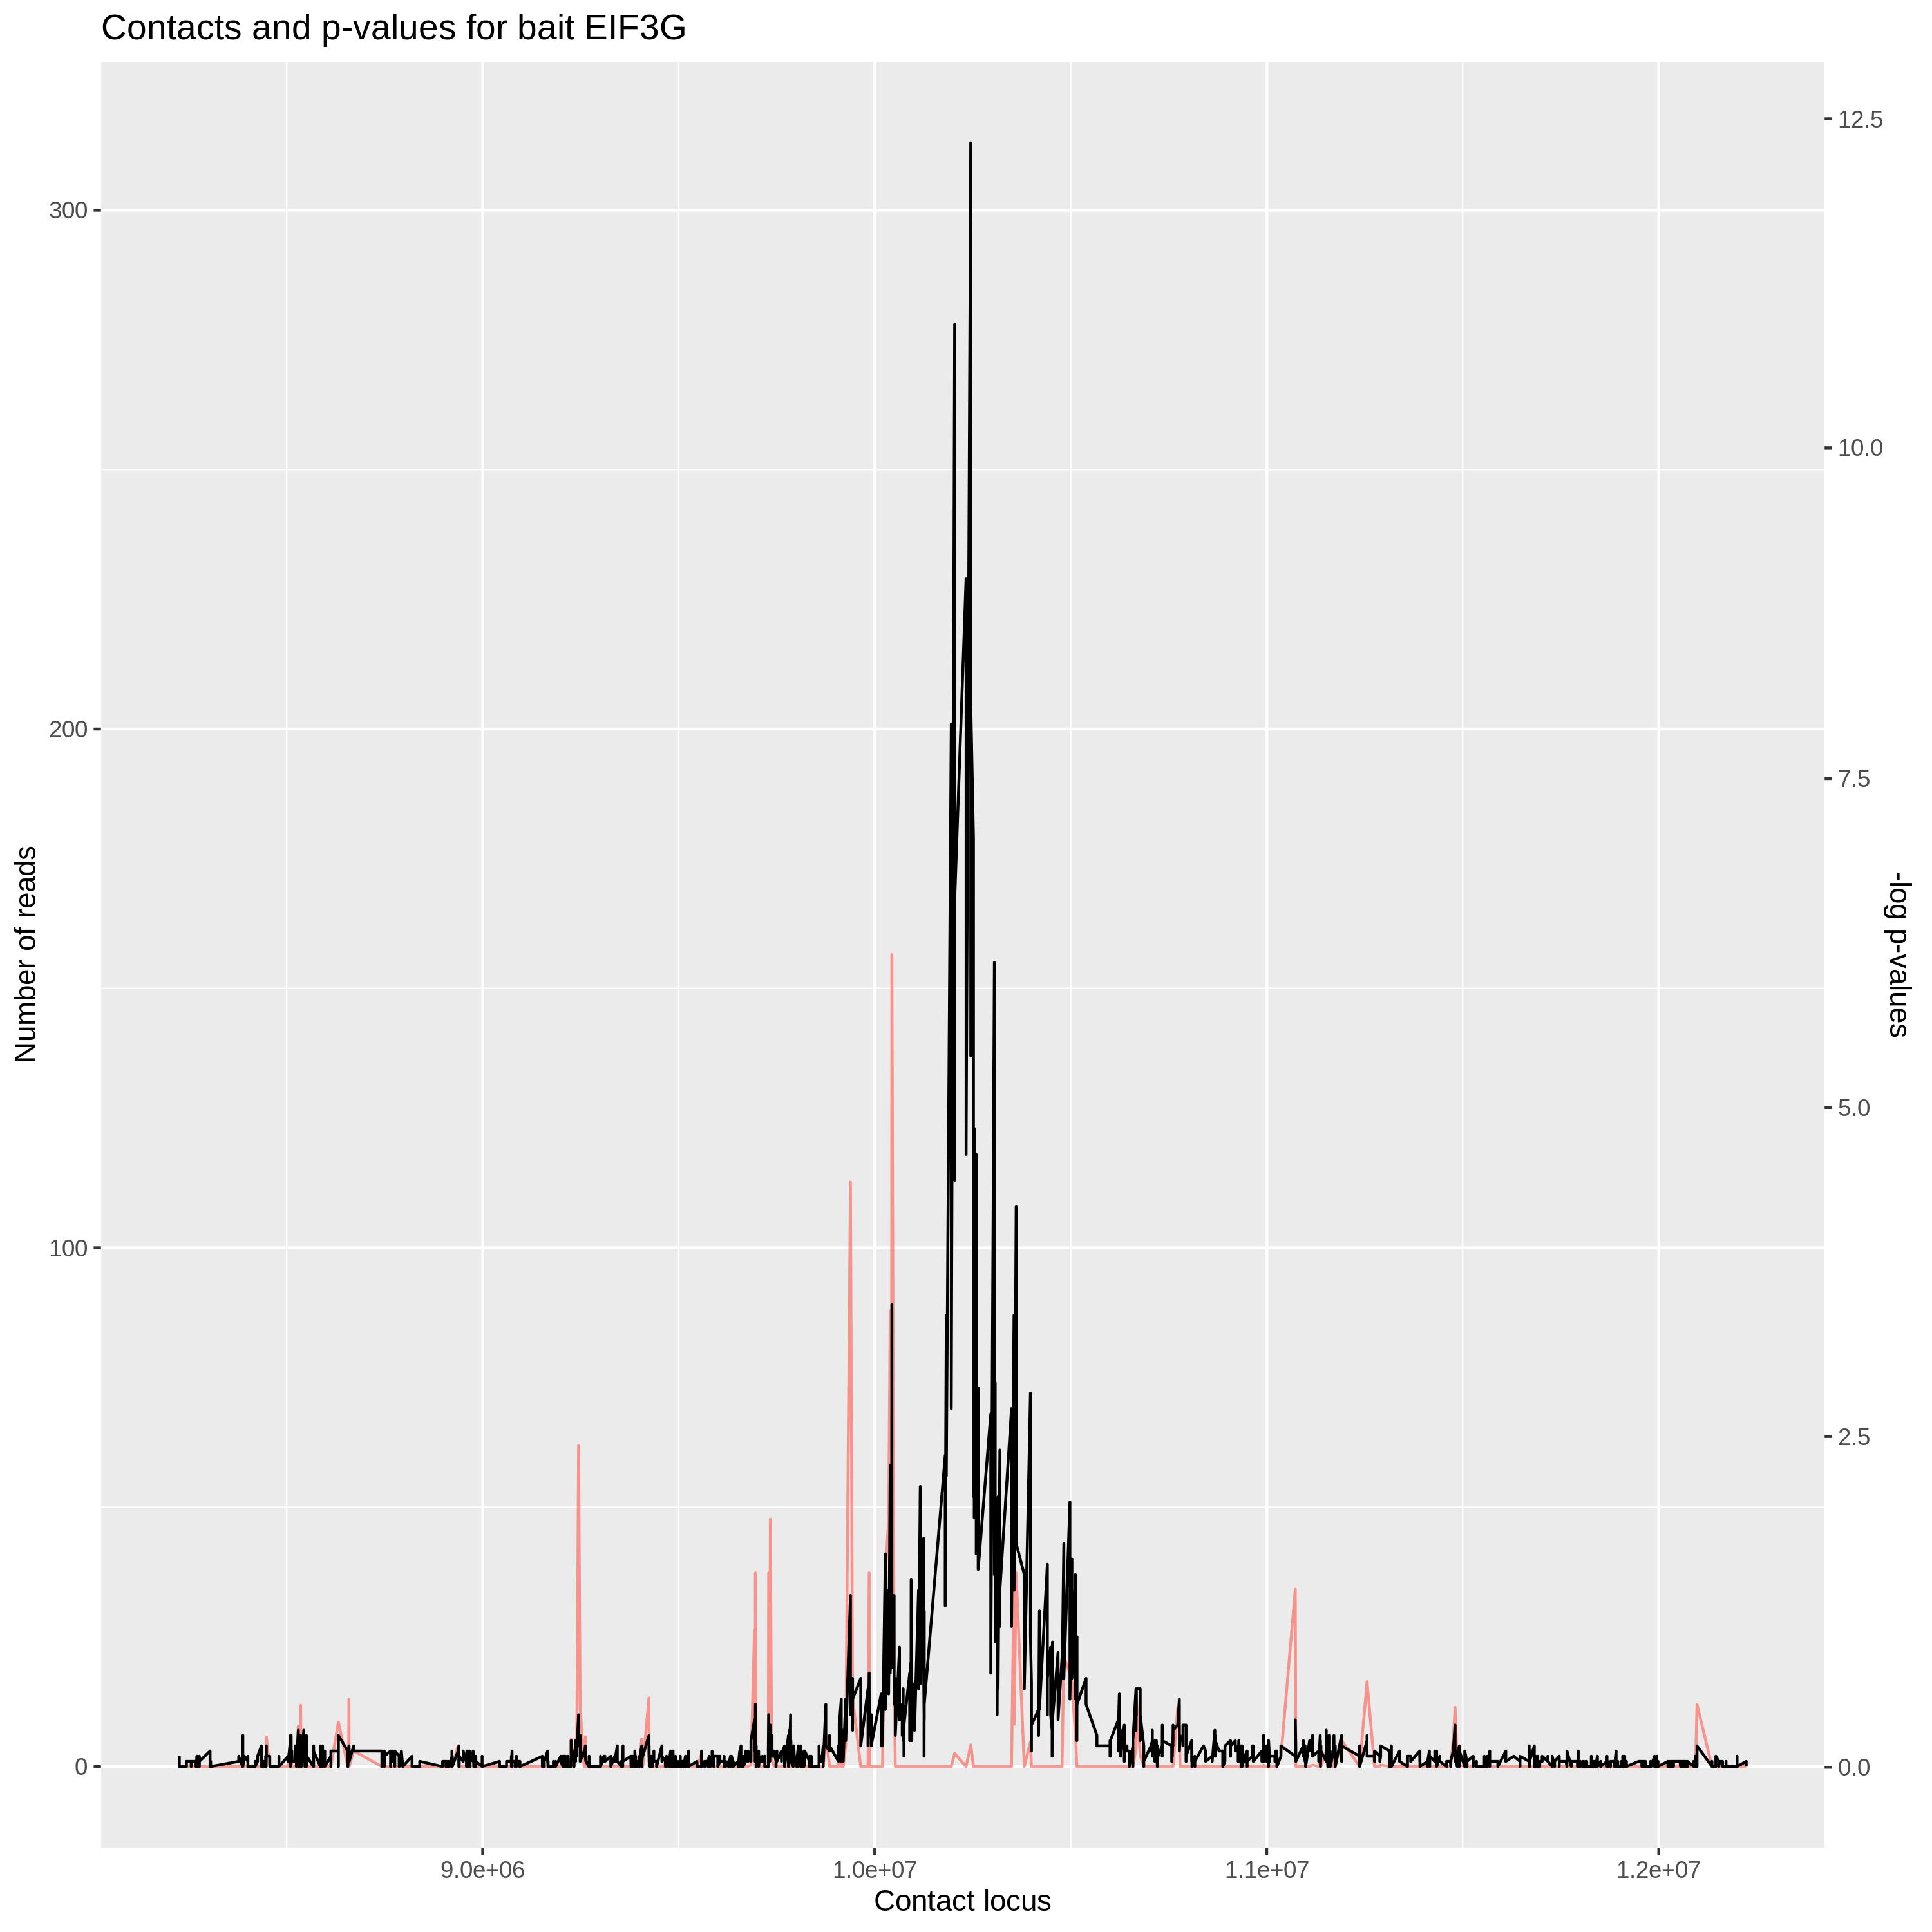 Contacts and p-values for bait EIF3G
Number of reads
300
200
100
0
12.5
10.0
7.5
5.0
2.5
0.0
-log p-values
9.0e+06
1.0e+07
1.1e+07
1.2e+07
Contact locus